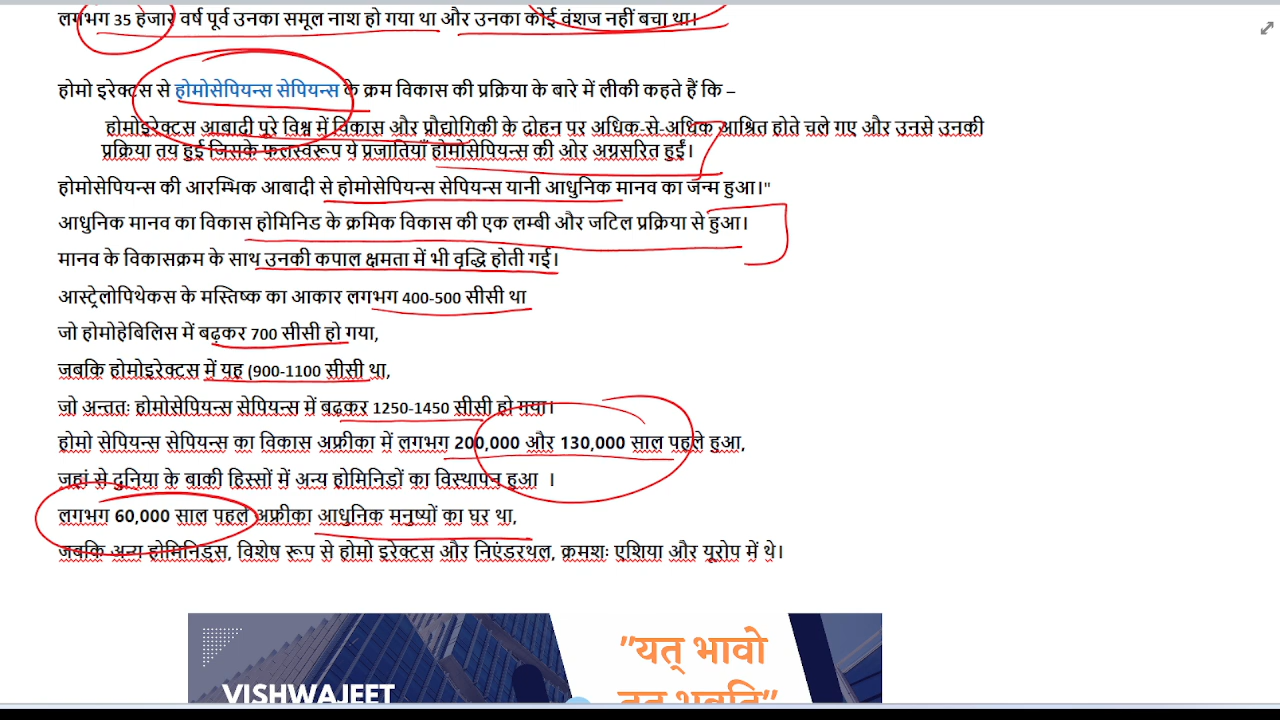 लगभग 35 हेजार वर्ष पूर्व उनका समूल नाश हो गया था और उनका कोई वंशज नहीं बचा था।
होमो इरेक्टस से होमोसेपियन्स सेपियन्स के क्रम विकास की प्रक्रिया के बारे में लीकी कहते हैं कि –
होमोइरेक्टस आबादी पूरे विश्व में विकास और प्रौद्योगिकी के दोहन पर अधिक-से-अधिक आश्रित होते चले गए और उनसे उनकी
प्रक्रिया तय हुई जिसके फलस्वरूप ये प्रजातियाँ होमोसेपियन्स की ओर अग्रसरित हुईं।
होमोसेपियन्स की आरम्भिक आबादी से होमोसेपियन्स सेपियन्स यानी आधुनिक मानव का जन्म हुआ।"
आधुनिक मानव का विकास होमिनिड के क्रमिक विकास की एक लम्बी और जटिल प्रक्रिया से हुआ।
मानव के विकासक्रम के साथ उनकी कपाल क्षमता में भी वृद्धि होती गई।
आस्ट्रेलोपिथेकस के मस्तिष्क का आकार लगभग 400-500 सीसी था
जो होमोहेबिलिस में बढ़कर 700 सीसी हो गया,
जबकि होमोइरेक्टस में यह (900-1100 सीसी था,
जो अन्ततः होमोसेपियन्स सेपियन्स में बढ़कर 1250-1450 सीसी हो गया।
होमो सेपियन्स सेपियन्स का विकास अफ्रीका में लगभग 200,000 और 130,000 साल पहले हुआ,
जहां से दुनिया के बाकी हिस्सों में अन्य होमिनिडों का विस्थापन हुआ ।
लगभग 60,000 साल पहले अफ्रीका आधुनिक मनुष्यों का घर था,
जबकि अन्य होमिनिड्स, विशेष रूप से होमो इरेक्टस और निएंडरथल, क्रमशः एशिया और यूरोप में थे।
"यत् भावो
VISHWAJEET